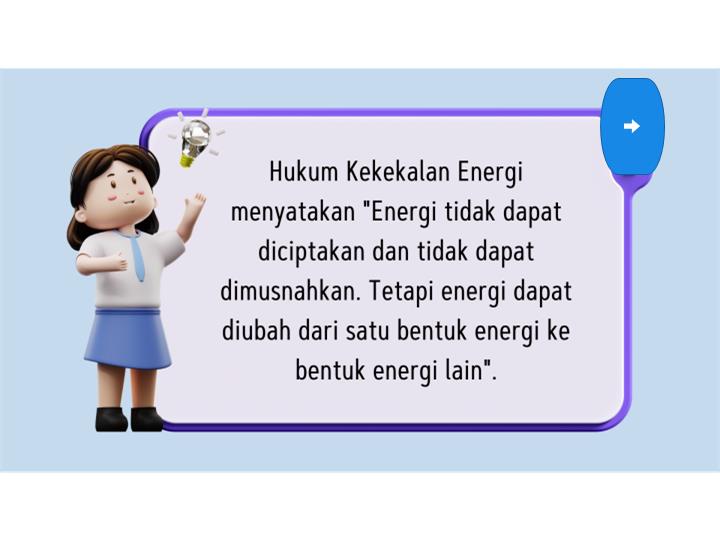 Hukum Kekekalan Energi
menyatakan "Energi tidak dapat
diciptakan dan tidak dapat
dimusnahkan. Tetapi energi dapat
diubah dari satu bentuk energi ke
bentuk energi lain".